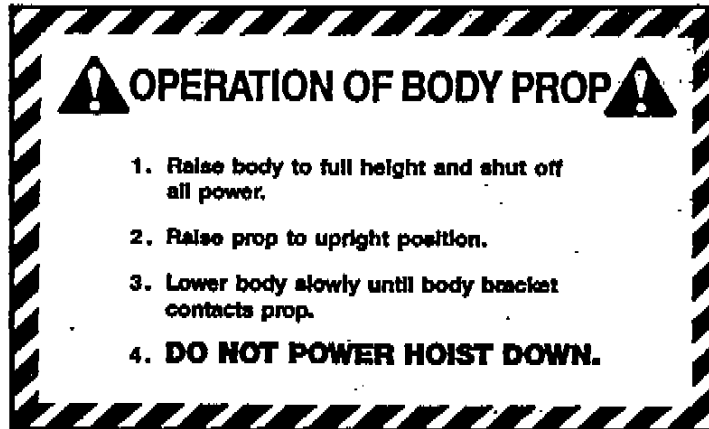 OPERATION OF BODY PROP
1. Raise body to full height and shut off
all power.
2. Raise prop to upright position.
3. Lower body slowly until body bracket
contacts prop.
4. DO NOT POWER HOIST DOWN.